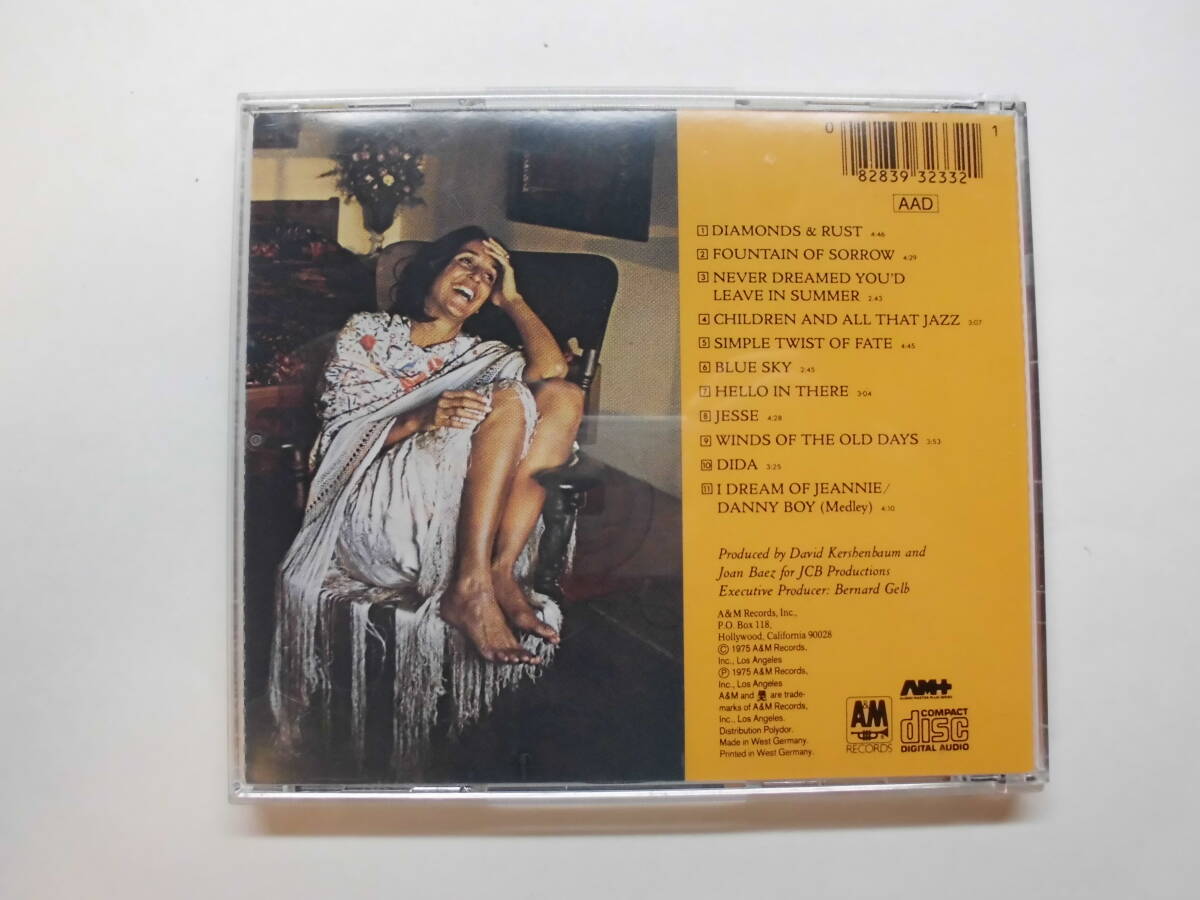 0 82839 32332 1
AAD
1 DIAMONDS & RUST 4:46
2 FOUNTAIN OF SORROW 4:29
3 NEVER DREAMED YOU'D
LEAVE IN SUMMER 2:43
4 CHILDREN AND ALL THAT JAZZ 3:07
5 SIMPLE TWIST OF FATE 4:45
6 BLUE SKY 2:45
7 HELLO IN THERE 3:04
8 JESSE 4:28
9 WINDS OF THE OLD DAYS 3:53
10 DIDA 3:25
11 I DREAM OF JEANNIE/
DANNY BOY (Medley) 4:10
Produced by David Kershenbaum and
Joan Baez for JCB Productions
Executive Producer: Bernard Gelb
A&M Records, Inc.,
P.O. Box 118,
Hollywood, California 90028
© 1975 A&M Records,
Inc., Los Angeles
℗ 1975 A&M Records,
Inc., Los Angeles
A&M and are trade-
marks of A&M Records,
Inc., Los Angeles.
Distribution Polydor.
Made in West Germany.
Printed in West Germany.
A&M
RECORDS
AM+
COMPACT
disc
DIGITAL AUDIO